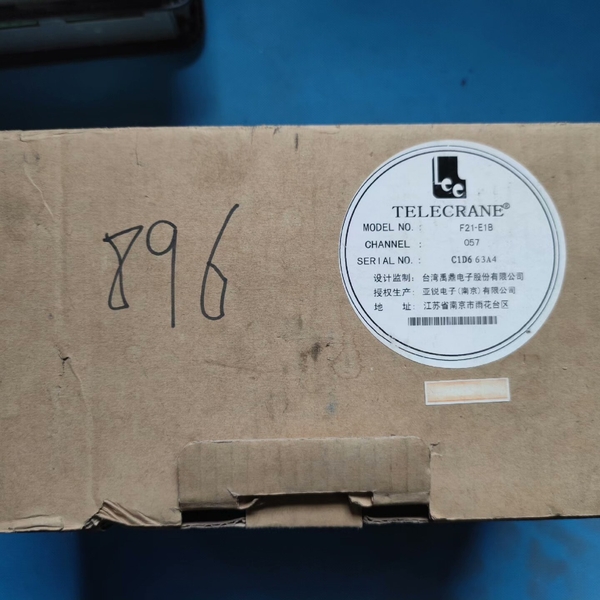 896
LCC
TELECRANE®
MODEL NO. : F21-E1B
CHANNEL : 057
SERIAL NO. : C1D6 63A4
设计监制: 台湾禹鼎电子股份有限公司
授权生产: 亚锐电子(南京)有限公司
地 址: 江苏省南京市雨花台区